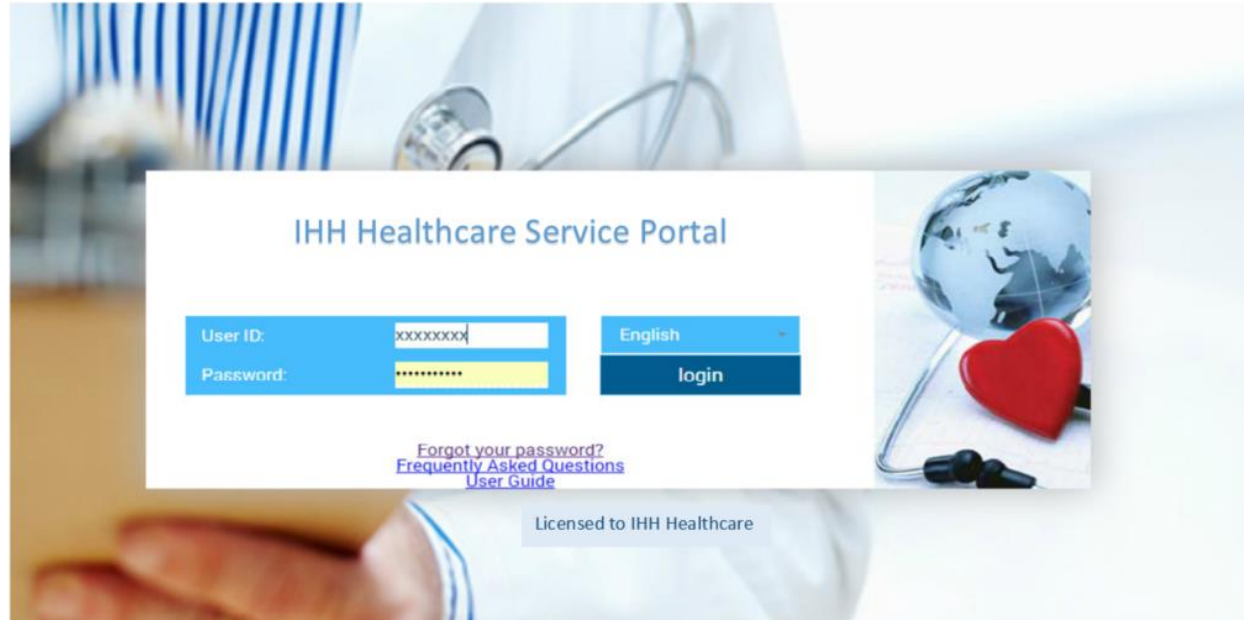 IHH Healthcare Service Portal
User ID: xxxxxxxx English
Password: ••••••••••• login
Forgot your password?
Frequently Asked Questions
User Guide
Licensed to IHH Healthcare